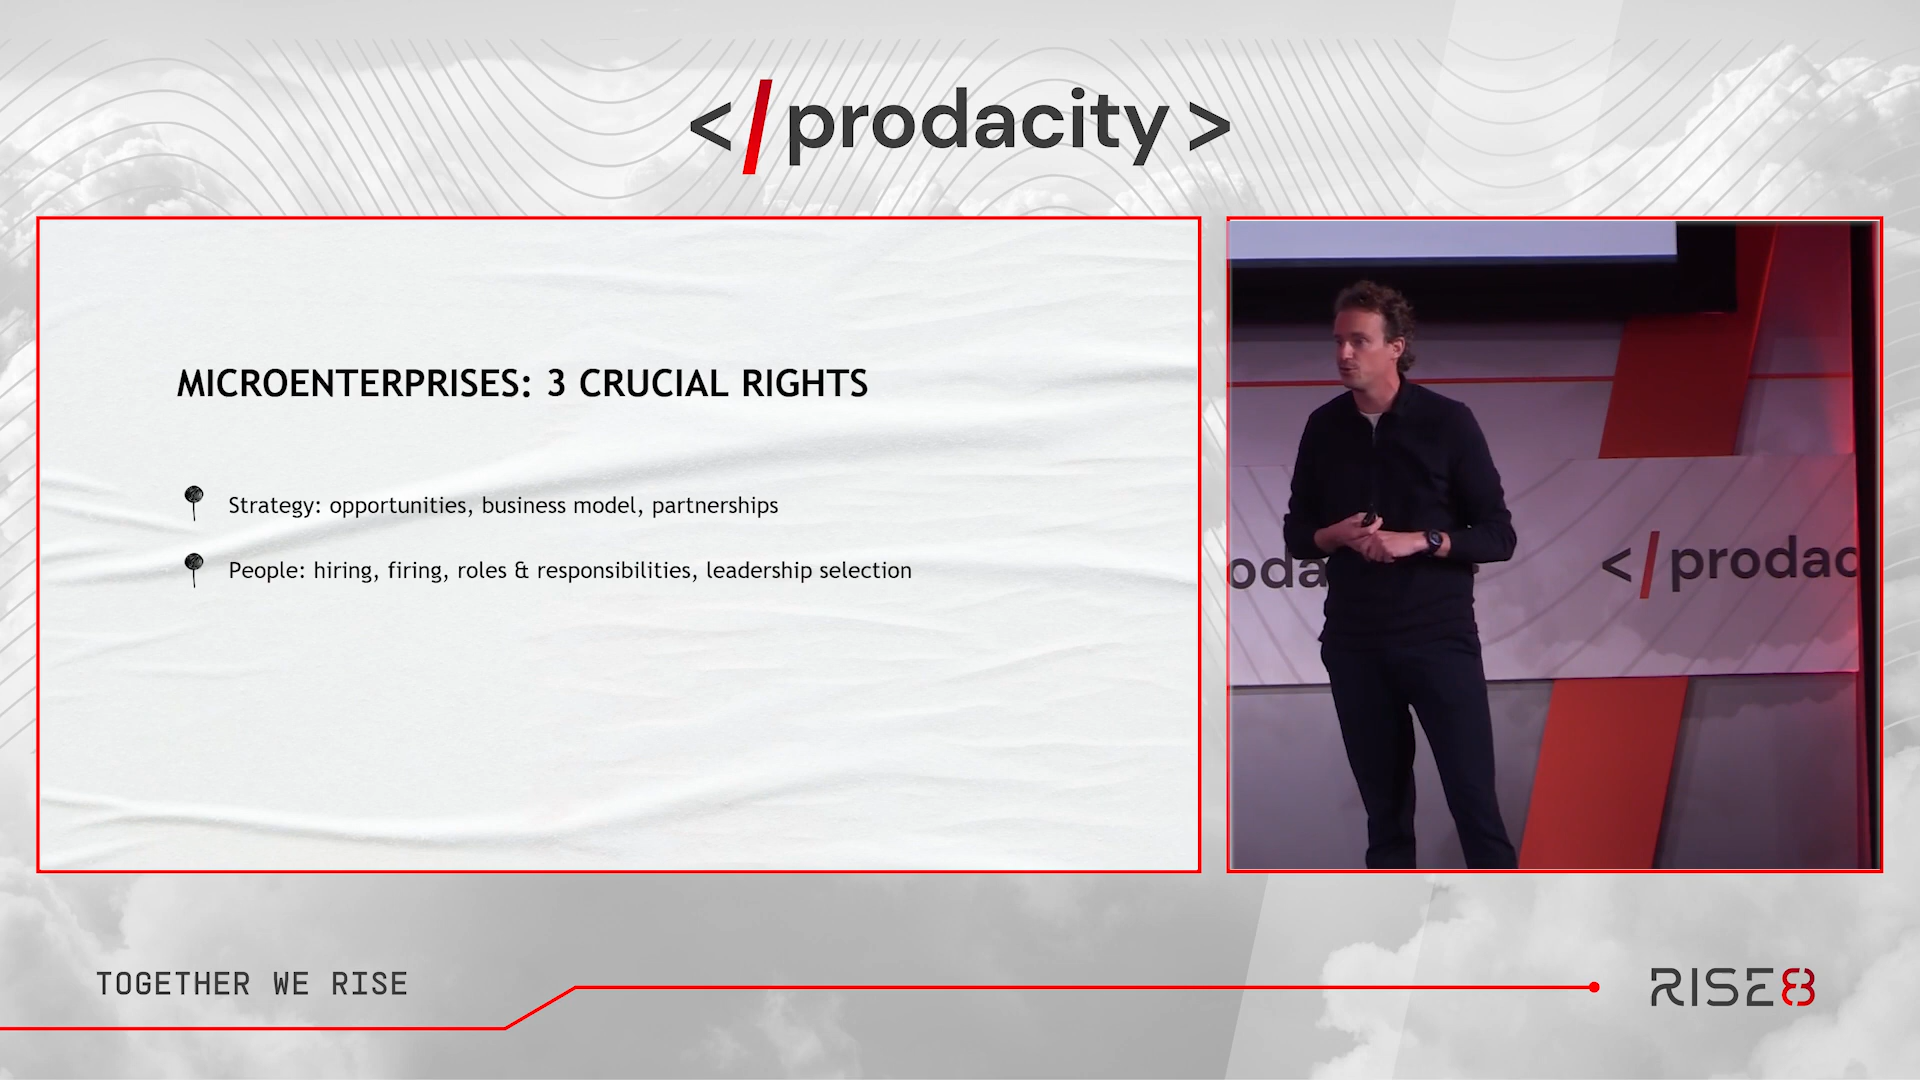 </prodacity>
MICROENTERPRISES: 3 CRUCIAL RIGHTS
Strategy: opportunities, business model, partnerships
People: hiring, firing, roles & responsibilities, leadership selection
oda
</prodac
TOGETHER WE RISE
RISE8